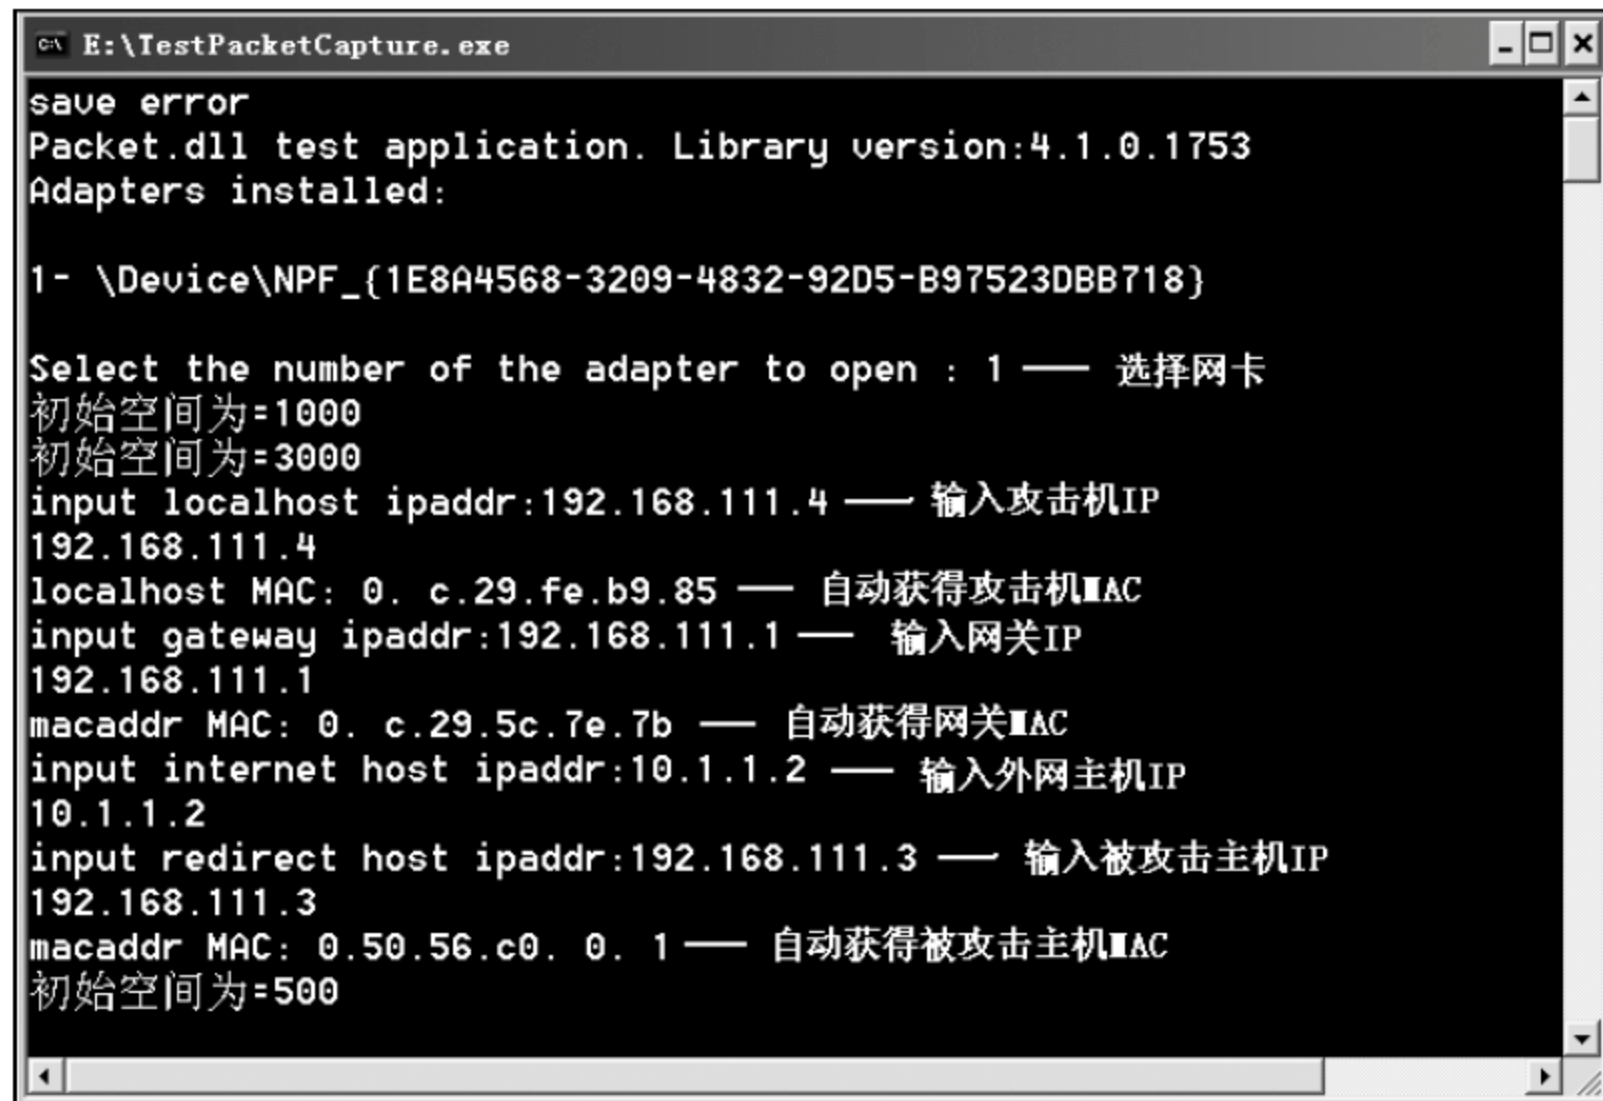 E:\TestPacketCapture.exe
save error
Packet.dll test application. Library version:4.1.0.1753
Adapters installed:
1- \Device\NPF_{1E8A4568-3209-4832-92D5-B97523DBB718}
Select the number of the adapter to open : 1 —— 选择网卡
初始空间为=1000
初始空间为=3000
input localhost ipaddr:192.168.111.4 —— 输入攻击机IP
192.168.111.4
localhost MAC: 0. c.29.fe.b9.85 —— 自动获得攻击机MAC
input gateway ipaddr:192.168.111.1 —— 输入网关IP
192.168.111.1
macaddr MAC: 0. c.29.5c.7e.7b —— 自动获得网关MAC
input internet host ipaddr:10.1.1.2 —— 输入外网主机IP
10.1.1.2
input redirect host ipaddr:192.168.111.3 —— 输入被攻击主机IP
192.168.111.3
macaddr MAC: 0.50.56.c0. 0. 1 —— 自动获得被攻击主机MAC
初始空间为=500